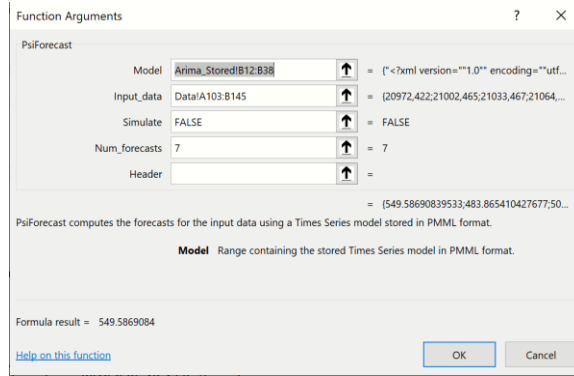 Function Arguments ? ×
PsiForecast
Model Arima_Stored!B12:B38 = {"<?xml version=""1.0"" encoding=""utf...
Input_data Data!A103:B145 = {20972,422;21002,465;21033,467;21064,...
Simulate FALSE = FALSE
Num_forecasts 7 = 7
Header =
= {549.58690839533;483.865410427677;50...
PsiForecast computes the forecasts for the input data using a Times Series model stored in PMML format.
Model Range containing the stored Times Series model in PMML format.
Formula result = 549.5869084
Help on this function OK Cancel